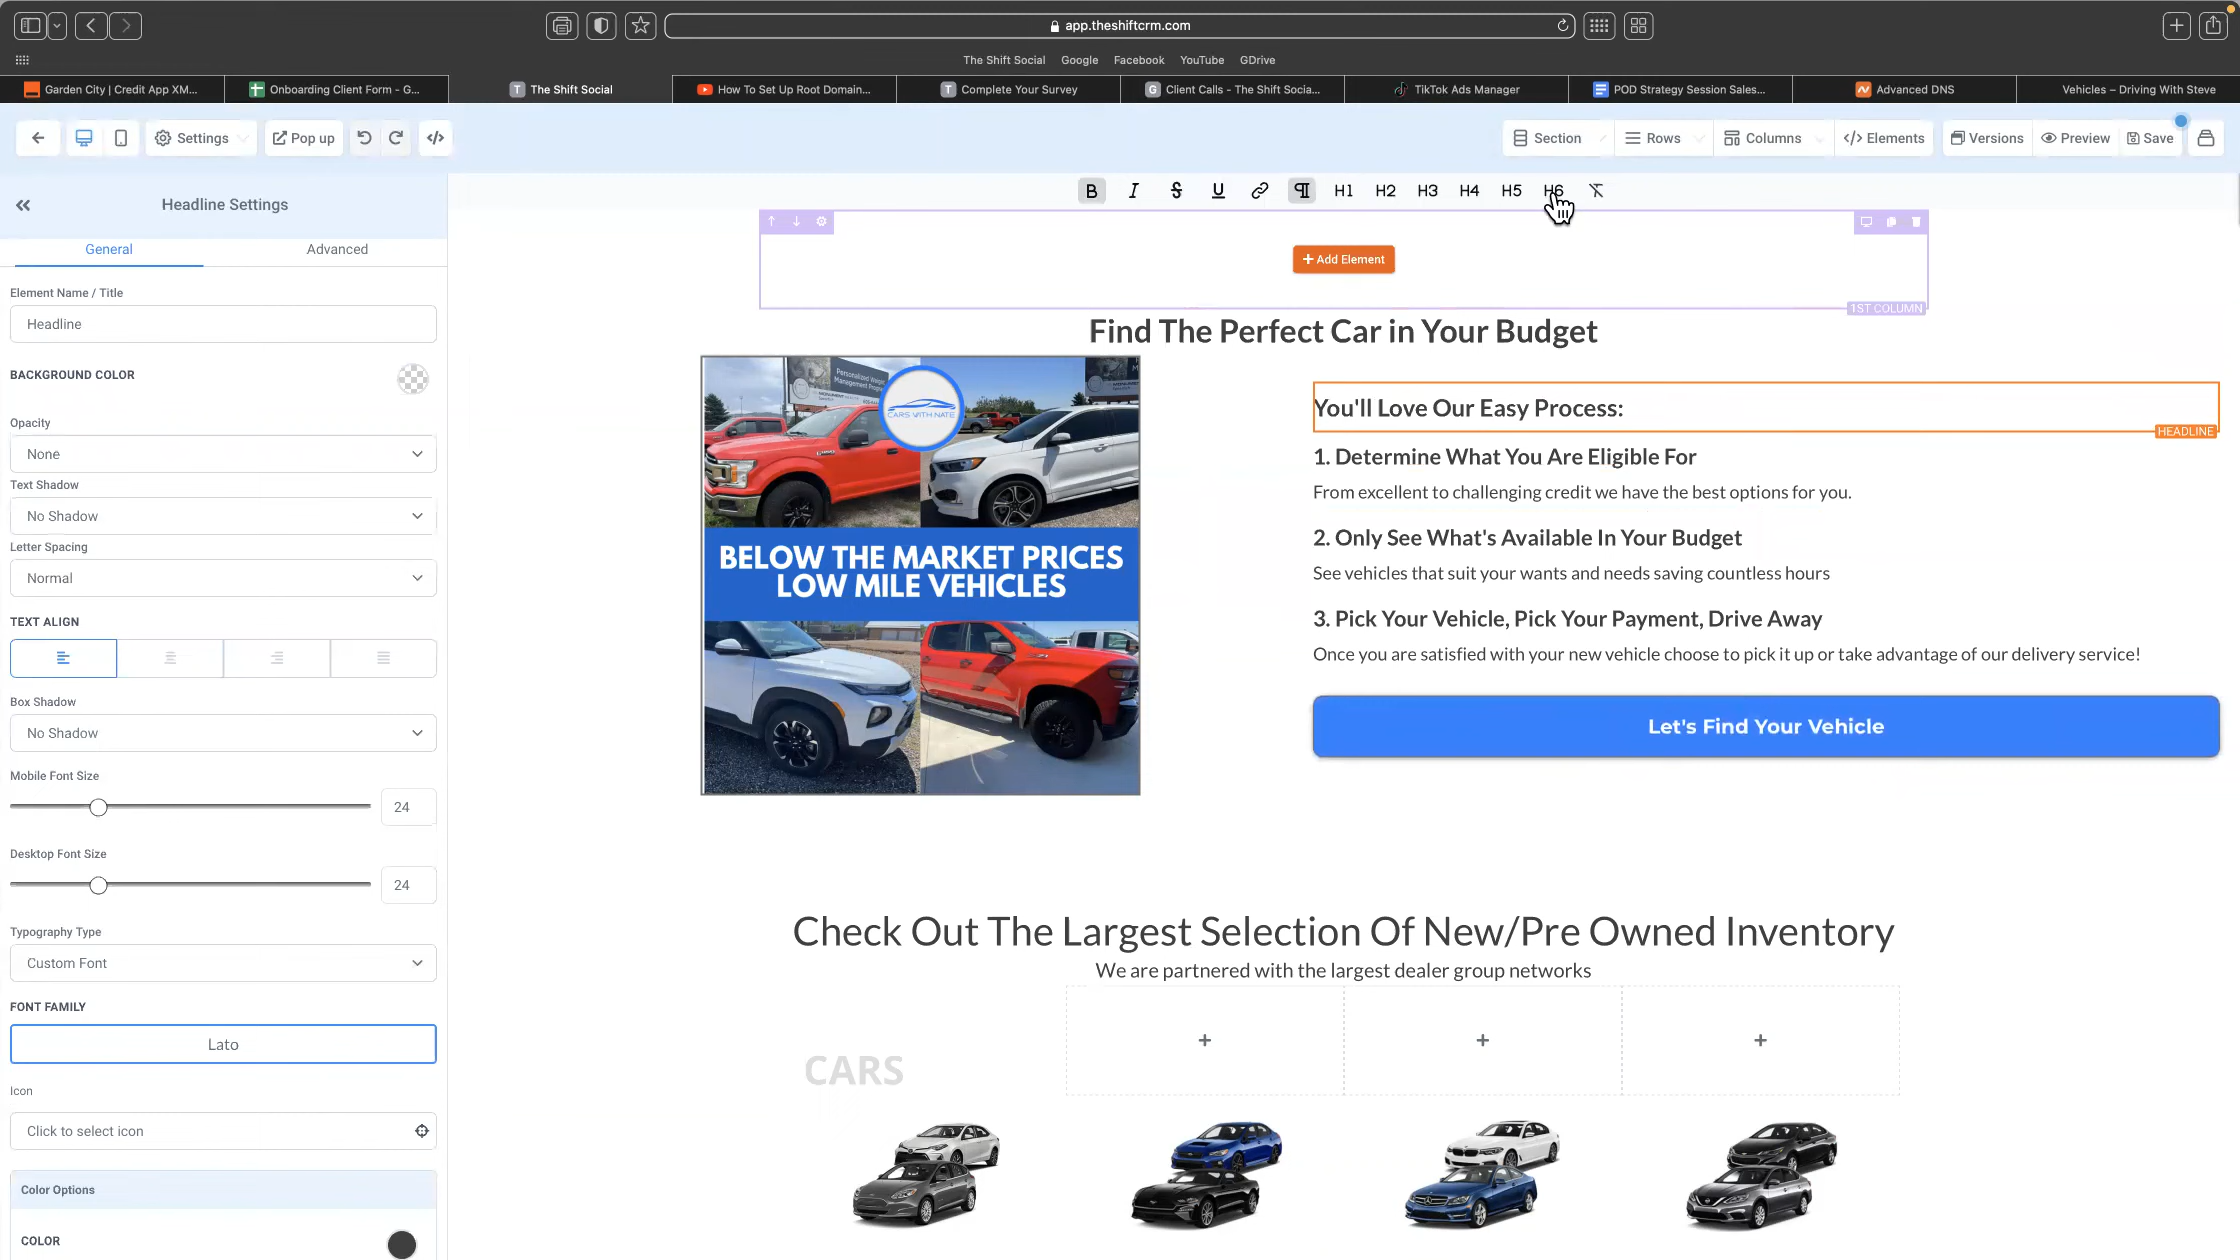 app.theshiftcrm.com
The Shift Social Google Facebook YouTube GDrive
Garden City | Credit App XM...
Onboarding Client Form - G...
The Shift Social
How To Set Up Root Domain...
Complete Your Survey
Client Calls - The Shift Socia...
TikTok Ads Manager
POD Strategy Session Sales...
Advanced DNS
Vehicles – Driving With Steve
Settings Pop up Section Rows Columns Elements Versions Preview Save
Headline Settings
B I S U H1 H2 H3 H4 H5 H6
General Advanced
Element Name / Title
Headline
BACKGROUND COLOR
Opacity
None
Text Shadow
No Shadow
Letter Spacing
Normal
TEXT ALIGN
Box Shadow
No Shadow
Mobile Font Size
24
Desktop Font Size
24
Typography Type
Custom Font
FONT FAMILY
Lato
Icon
Click to select icon
Color Options
COLOR
+ Add Element
1ST COLUMN
Find The Perfect Car in Your Budget
CARS WITH NATE
BELOW THE MARKET PRICES
LOW MILE VEHICLES
You'll Love Our Easy Process:
HEADLINE
1. Determine What You Are Eligible For
From excellent to challenging credit we have the best options for you.
2. Only See What's Available In Your Budget
See vehicles that suit your wants and needs saving countless hours
3. Pick Your Vehicle, Pick Your Payment, Drive Away
Once you are satisfied with your new vehicle choose to pick it up or take advantage of our delivery service!
Let's Find Your Vehicle
Check Out The Largest Selection Of New/Pre Owned Inventory
We are partnered with the largest dealer group networks
CARS